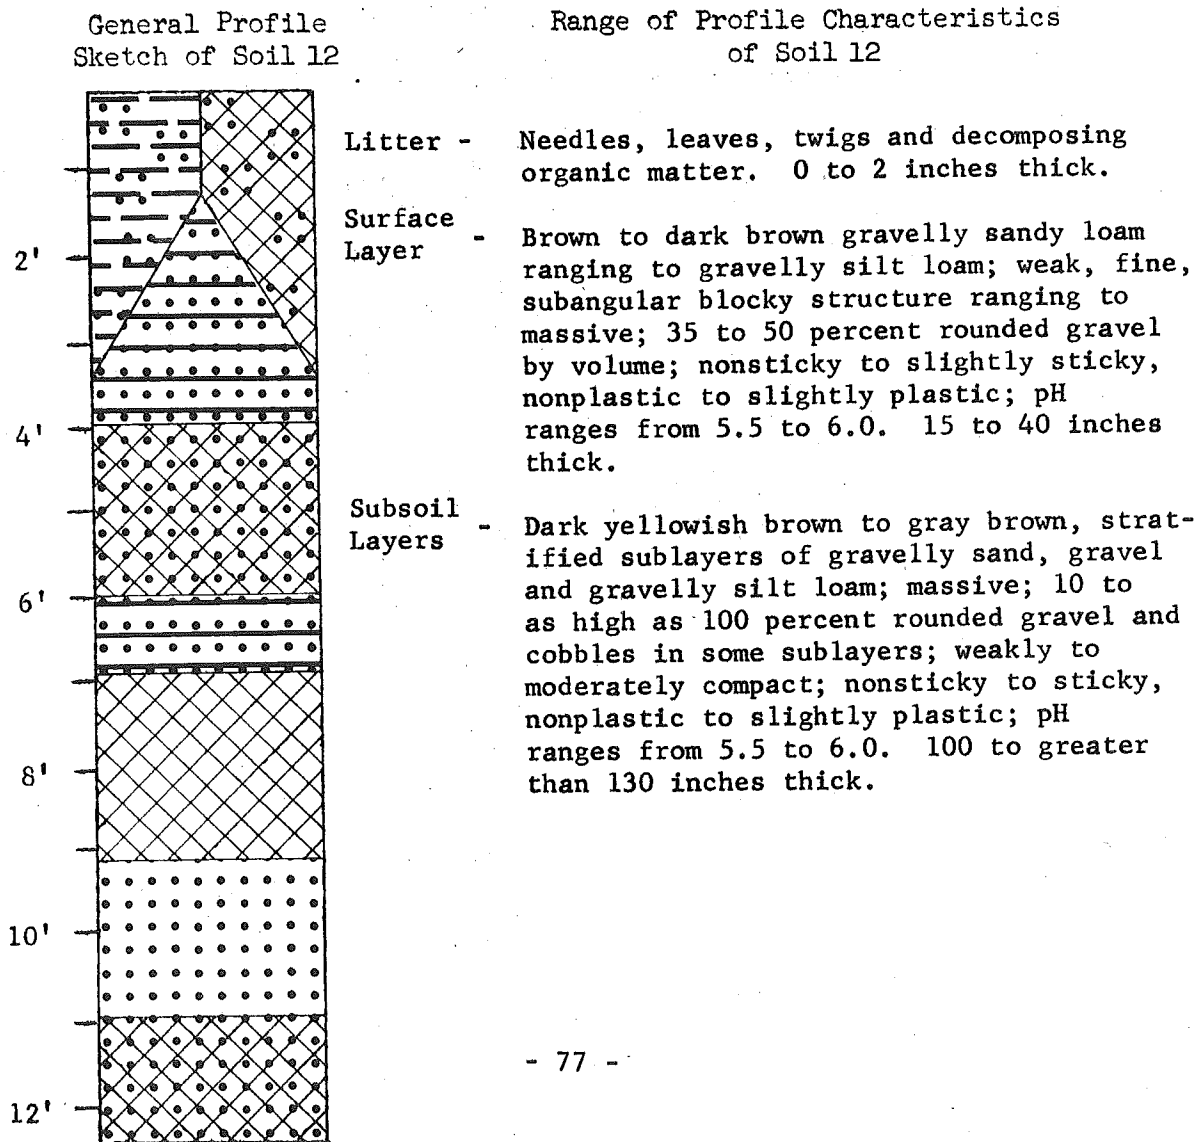 General Profile
Sketch of Soil 12
2'
4'
6'
8'
10'
12'
Range of Profile Characteristics
of Soil 12
Litter - Needles, leaves, twigs and decomposing
organic matter. 0 to 2 inches thick.
Surface
Layer - Brown to dark brown gravelly sandy loam
ranging to gravelly silt loam; weak, fine,
subangular blocky structure ranging to
massive; 35 to 50 percent rounded gravel
by volume; nonsticky to slightly sticky,
nonplastic to slightly plastic; pH
ranges from 5.5 to 6.0. 15 to 40 inches
thick.
Subsoil
Layers - Dark yellowish brown to gray brown, strat-
ified sublayers of gravelly sand, gravel
and gravelly silt loam; massive; 10 to
as high as 100 percent rounded gravel and
cobbles in some sublayers; weakly to
moderately compact; nonsticky to sticky,
nonplastic to slightly plastic; pH
ranges from 5.5 to 6.0. 100 to greater
than 130 inches thick.
- 77 -